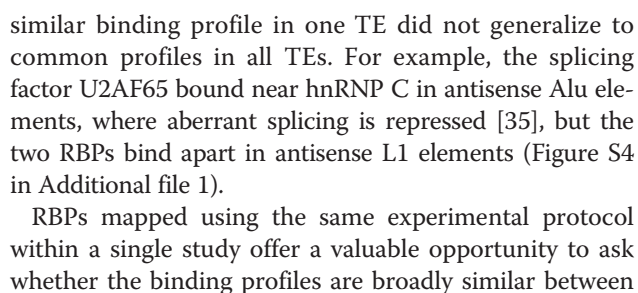 similar binding profile in one TE did not generalize to
common profiles in all TEs. For example, the splicing
factor U2AF65 bound near hnRNP C in antisense Alu ele-
ments, where aberrant splicing is repressed [35], but the
two RBPs bind apart in antisense L1 elements (Figure S4
in Additional file 1).
RBPs mapped using the same experimental protocol
within a single study offer a valuable opportunity to ask
whether the binding profiles are broadly similar between